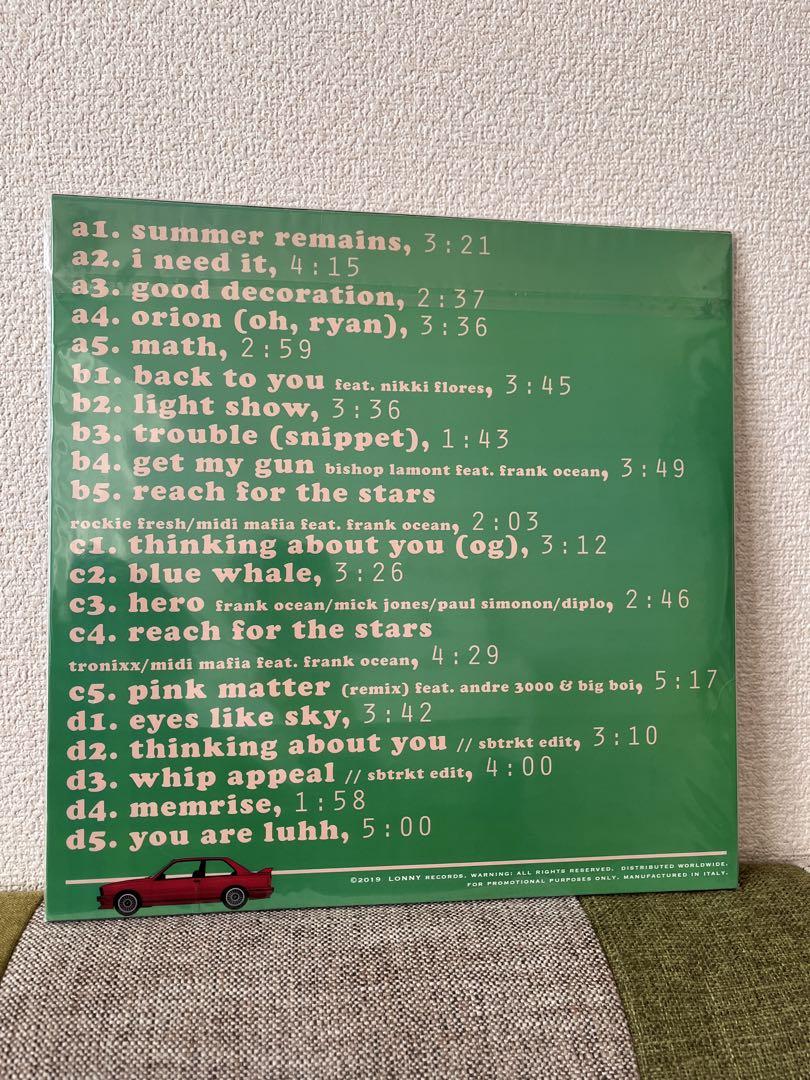 a1. summer remains, 3:21
a2. i need it, 4:15
a3. good decoration, 2:37
a4. orion (oh, ryan), 3:36
a5. math, 2:59
b1. back to you feat. nikki flores, 3:45
b2. light show, 3:36
b3. trouble (snippet), 1:43
b4. get my gun bishop lamont feat. frank ocean, 3:49
b5. reach for the stars
rockie fresh/midi mafia feat. frank ocean, 2:03
c1. thinking about you (og), 3:12
c2. blue whale, 3:26
c3. hero frank ocean/mick jones/paul simonon/diplo, 2:46
c4. reach for the stars
tronixx/midi mafia feat. frank ocean, 4:29
c5. pink matter (remix) feat. andre 3000 & big boi, 5:17
d1. eyes like sky, 3:42
d2. thinking about you // sbtrkt edit, 3:10
d3. whip appeal // sbtrkt edit, 4:00
d4. memrise, 1:58
d5. you are luhh, 5:00
©2019 LONNY RECORDS. WARNING: ALL RIGHTS RESERVED. DISTRIBUTED WORLDWIDE.
FOR PROMOTIONAL PURPOSES ONLY. MANUFACTURED IN ITALY.